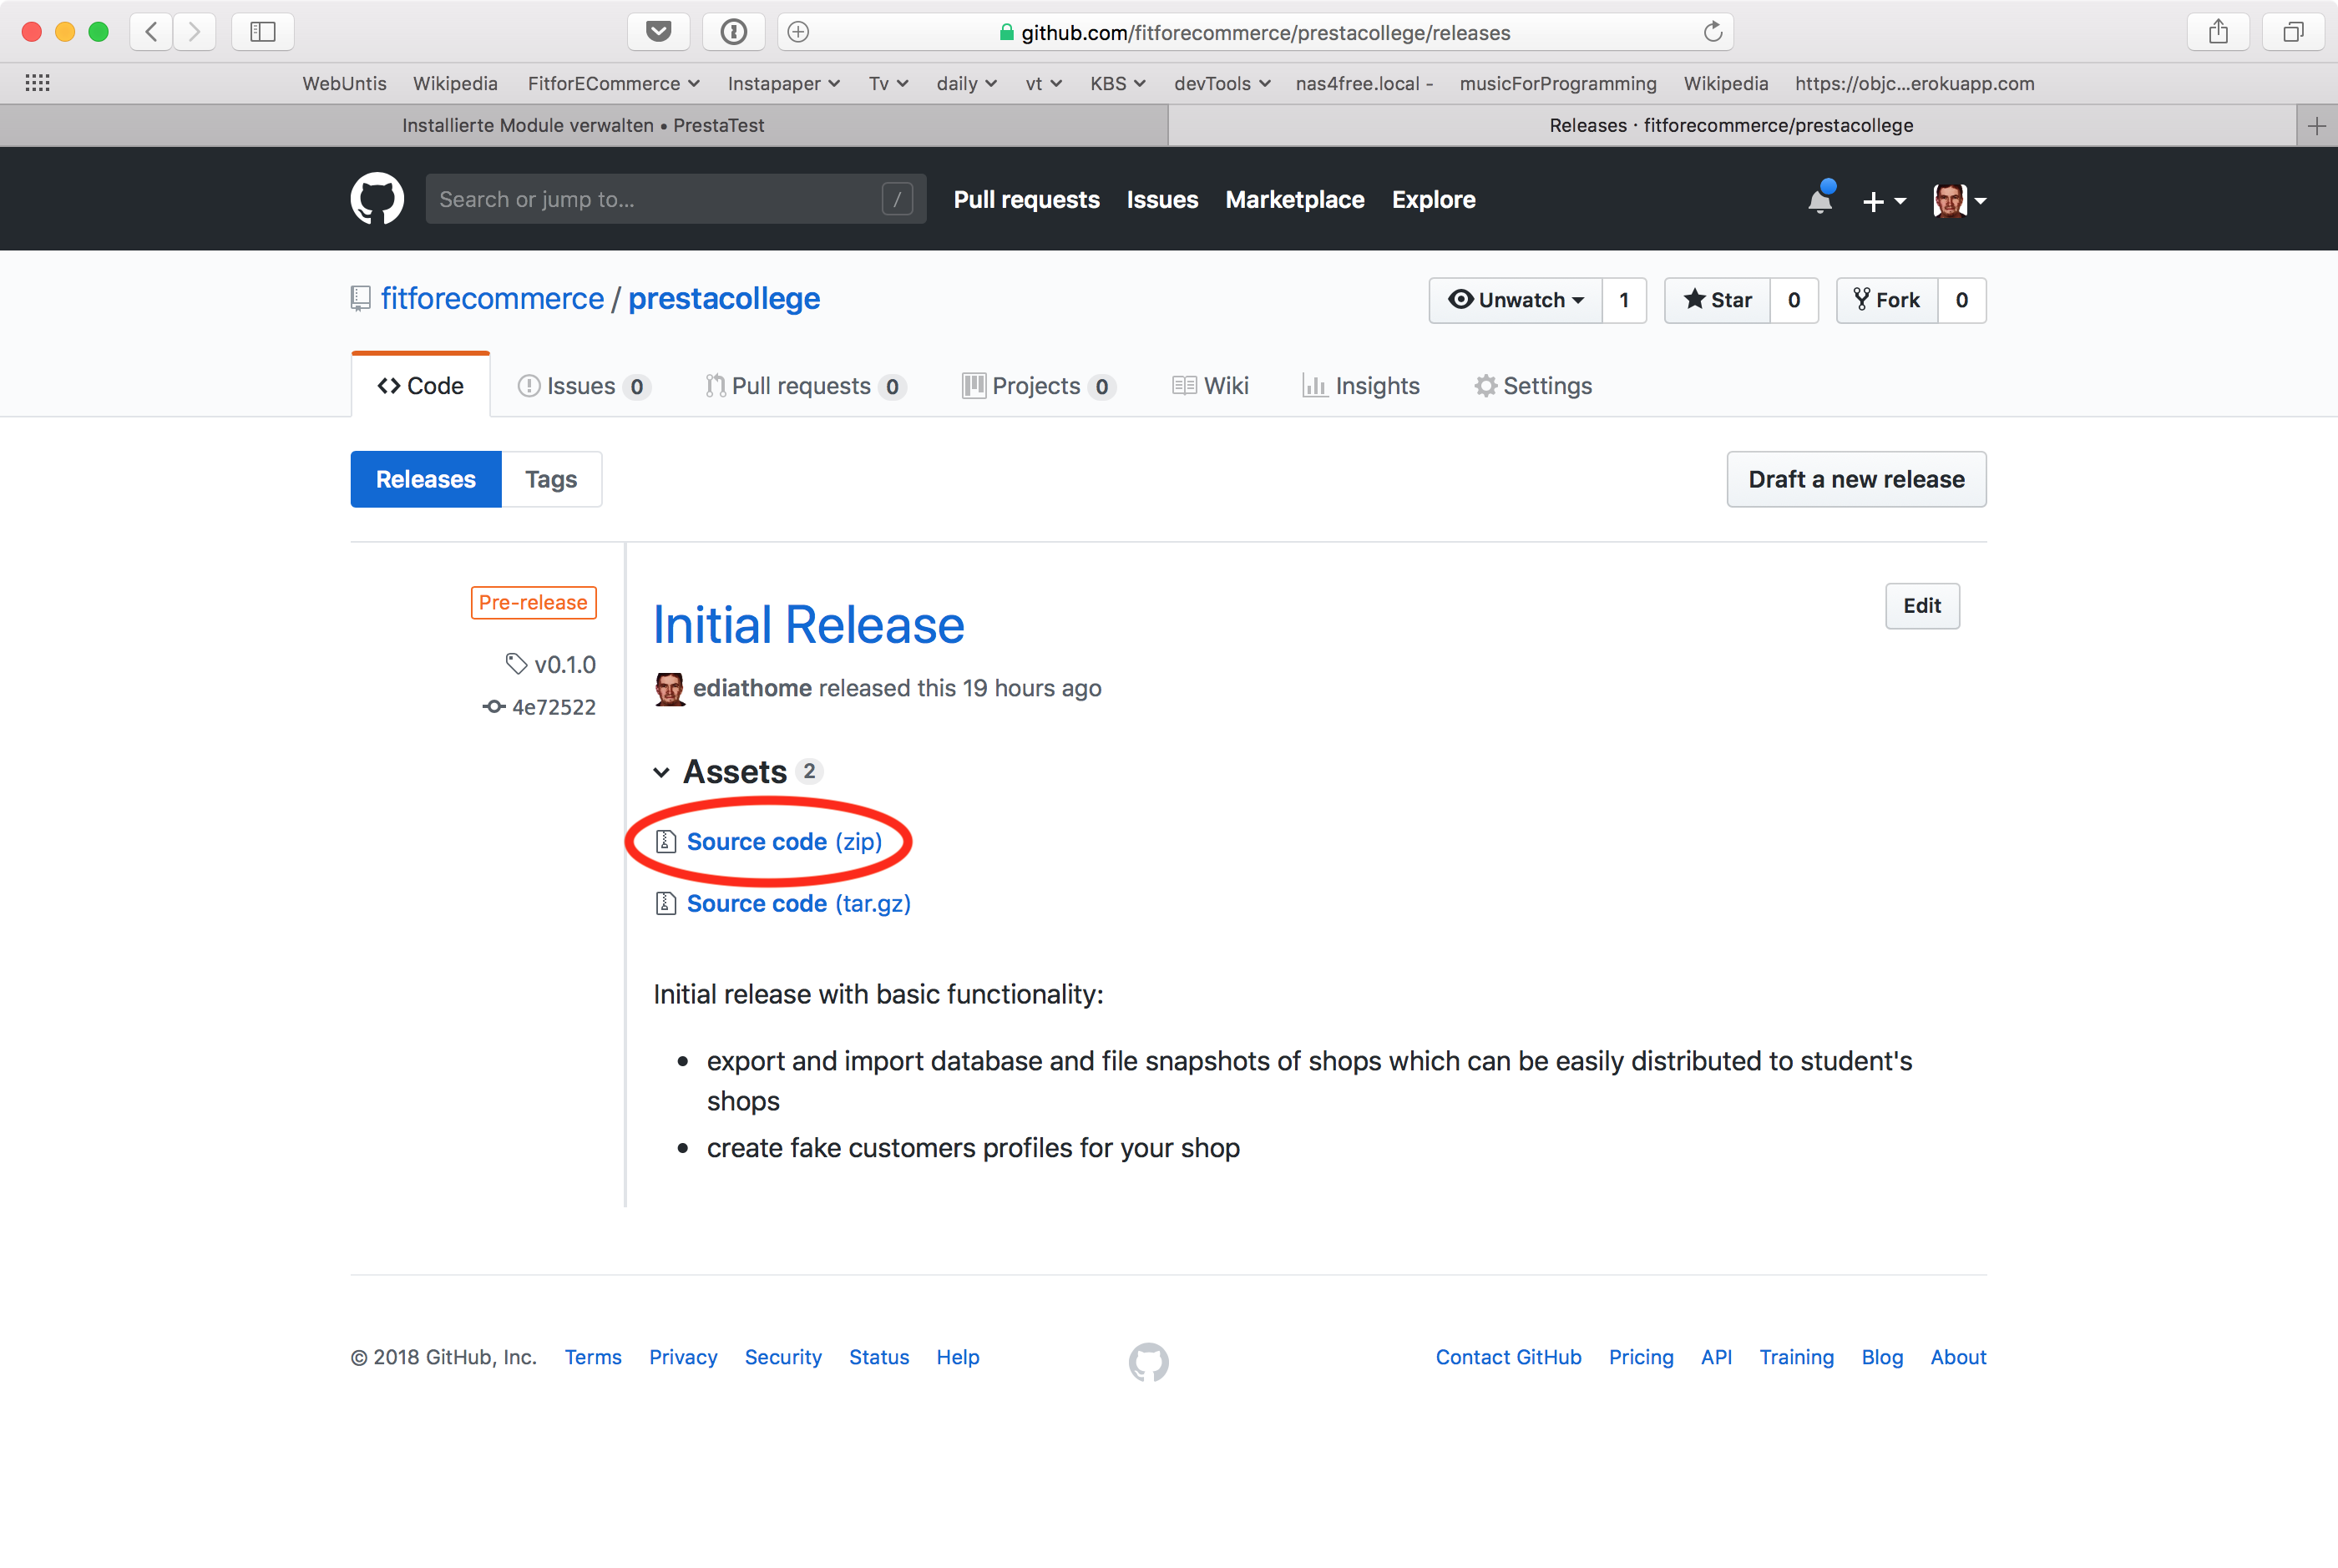 github.com/fitforecommerce/prestacollege/releases
WebUntis Wikipedia FitforECommerce Instapaper Tv daily vt KBS devTools nas4free.local - musicForProgramming Wikipedia https://objc...erokuapp.com
Installierte Module verwalten • PrestaTest Releases · fitforecommerce/prestacollege
Search or jump to... / Pull requests Issues Marketplace Explore
fitforecommerce / prestacollege Unwatch 1 Star 0 Fork 0
<> Code Issues 0 Pull requests 0 Projects 0 Wiki Insights Settings
Releases Tags Draft a new release
Pre-release
v0.1.0
4e72522
Initial Release Edit
ediathome released this 19 hours ago
Assets 2
Source code (zip)
Source code (tar.gz)
Initial release with basic functionality:
• export and import database and file snapshots of shops which can be easily distributed to student's
shops
• create fake customers profiles for your shop
© 2018 GitHub, Inc. Terms Privacy Security Status Help Contact GitHub Pricing API Training Blog About